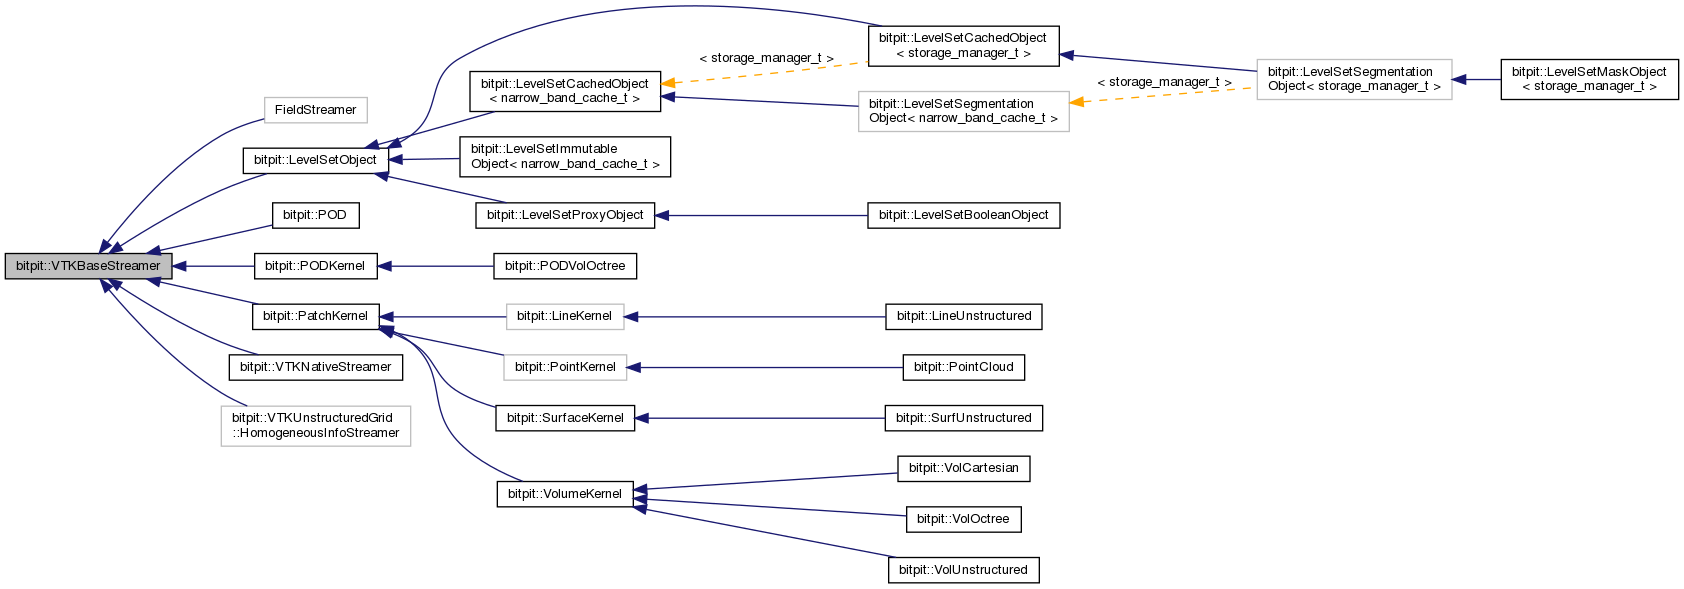 bitpit::LevelSetCachedObject
< storage_manager_t >
< storage_manager_t >
bitpit::LevelSetSegmentation
Object< storage_manager_t >
bitpit::LevelSetMaskObject
< storage_manager_t >
bitpit::LevelSetCachedObject
< narrow_band_cache_t >
< storage_manager_t >
bitpit::LevelSetSegmentation
Object< narrow_band_cache_t >
FieldStreamer
bitpit::LevelSetObject
bitpit::LevelSetImmutable
Object< narrow_band_cache_t >
bitpit::POD
bitpit::LevelSetProxyObject
bitpit::LevelSetBooleanObject
bitpit::VTKBaseStreamer
bitpit::PODKernel
bitpit::PODVolOctree
bitpit::PatchKernel
bitpit::LineKernel
bitpit::LineUnstructured
bitpit::VTKNativeStreamer
bitpit::PointKernel
bitpit::PointCloud
bitpit::VTKUnstructuredGrid
::HomogeneousInfoStreamer
bitpit::SurfaceKernel
bitpit::SurfUnstructured
bitpit::VolumeKernel
bitpit::VolCartesian
bitpit::VolOctree
bitpit::VolUnstructured